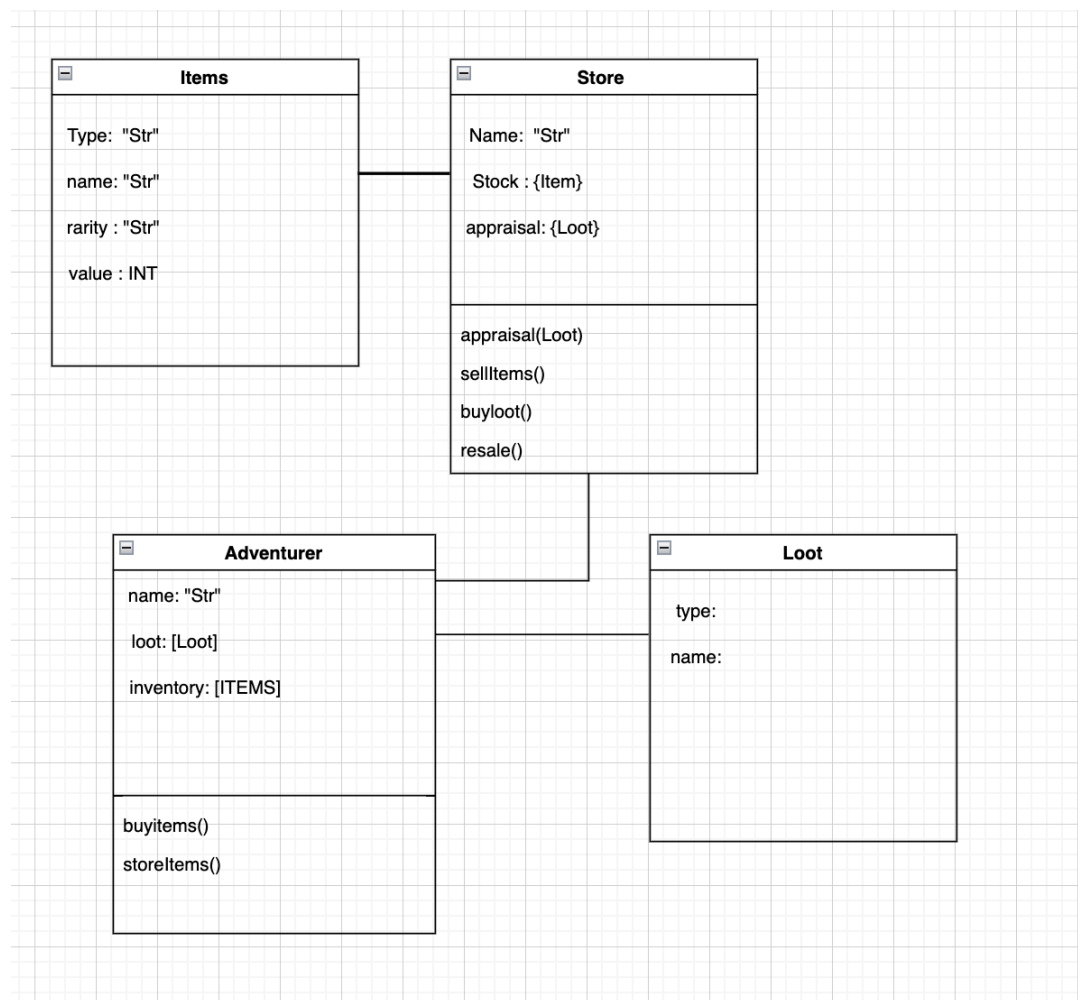 Items
Type: "Str"
name: "Str"
rarity : "Str"
value : INT
Store
Name: "Str"
Stock : {Item}
appraisal: {Loot}
appraisal(Loot)
sellItems()
buyloot()
resale()
Adventurer
name: "Str"
loot: [Loot]
inventory: [ITEMS]
buyitems()
storeItems()
Loot
type:
name: